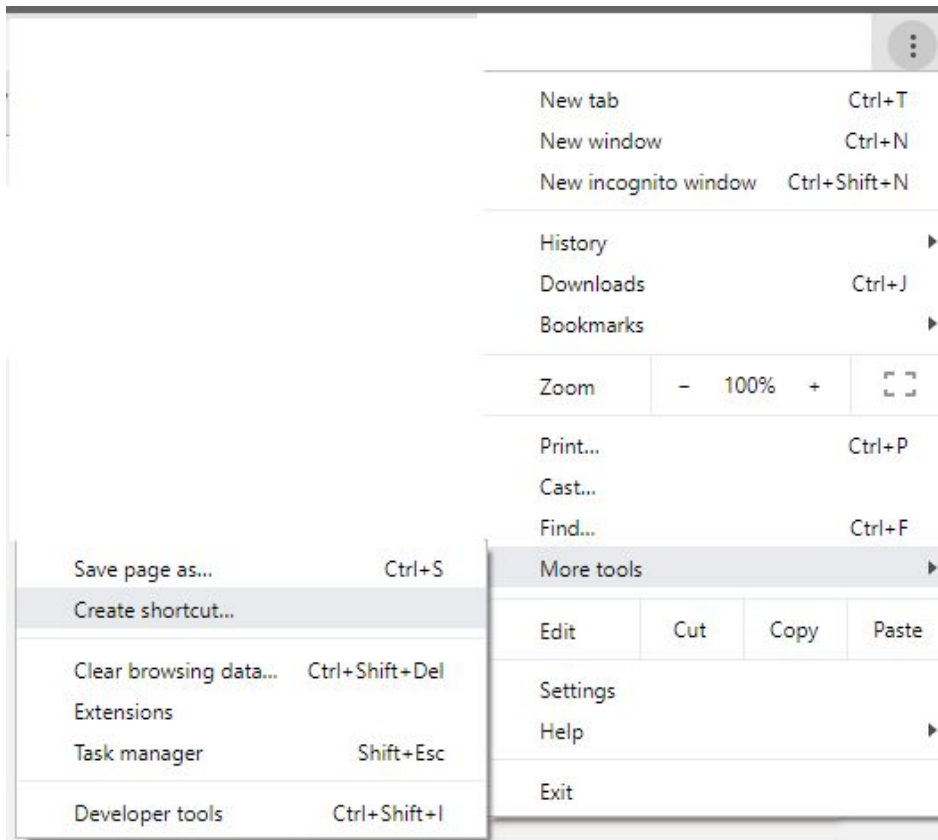 New tab Ctrl+T
New window Ctrl+N
New incognito window Ctrl+Shift+N
History
Downloads Ctrl+J
Bookmarks
Zoom - 100% +
Print... Ctrl+P
Cast...
Find... Ctrl+F
More tools
Edit Cut Copy Paste
Settings
Help
Exit
Save page as... Ctrl+S
Create shortcut...
Clear browsing data... Ctrl+Shift+Del
Extensions
Task manager Shift+Esc
Developer tools Ctrl+Shift+I